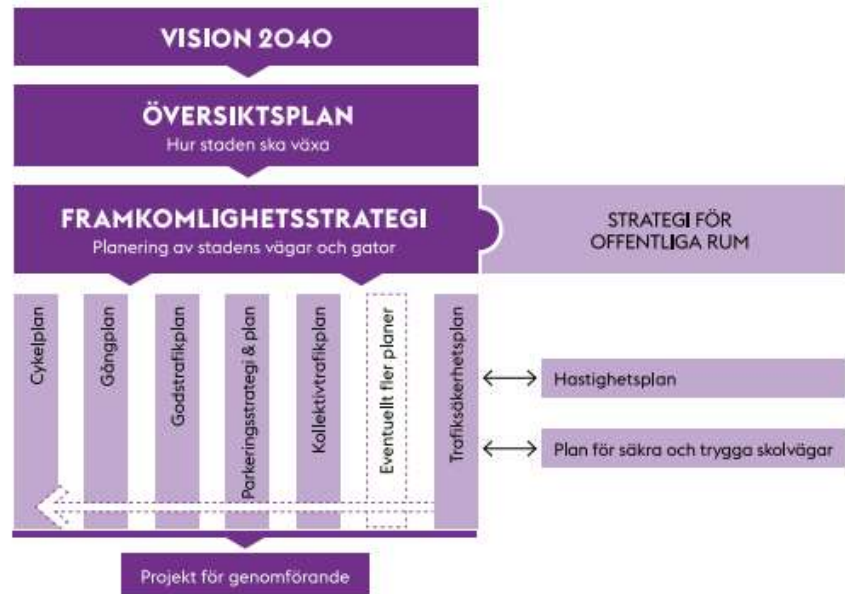 VISION 2040
ÖVERSIKTSPLAN
Hur staden ska växa
FRAMKOMLIGHETSSTRATEGI
Planering av stadens vägar och gator
STRATEGI FÖR
OFFENTLIGA RUM
Cykelplan
Gångplan
Godstrafikplan
Parkeringsstrategi & plan
Kollektivtrafikplan
Eventuellt fler planer
Trafiksäkerhetsplan
Hastighetsplan
Plan för säkra och trygga skolvägar
Projekt för genomförande